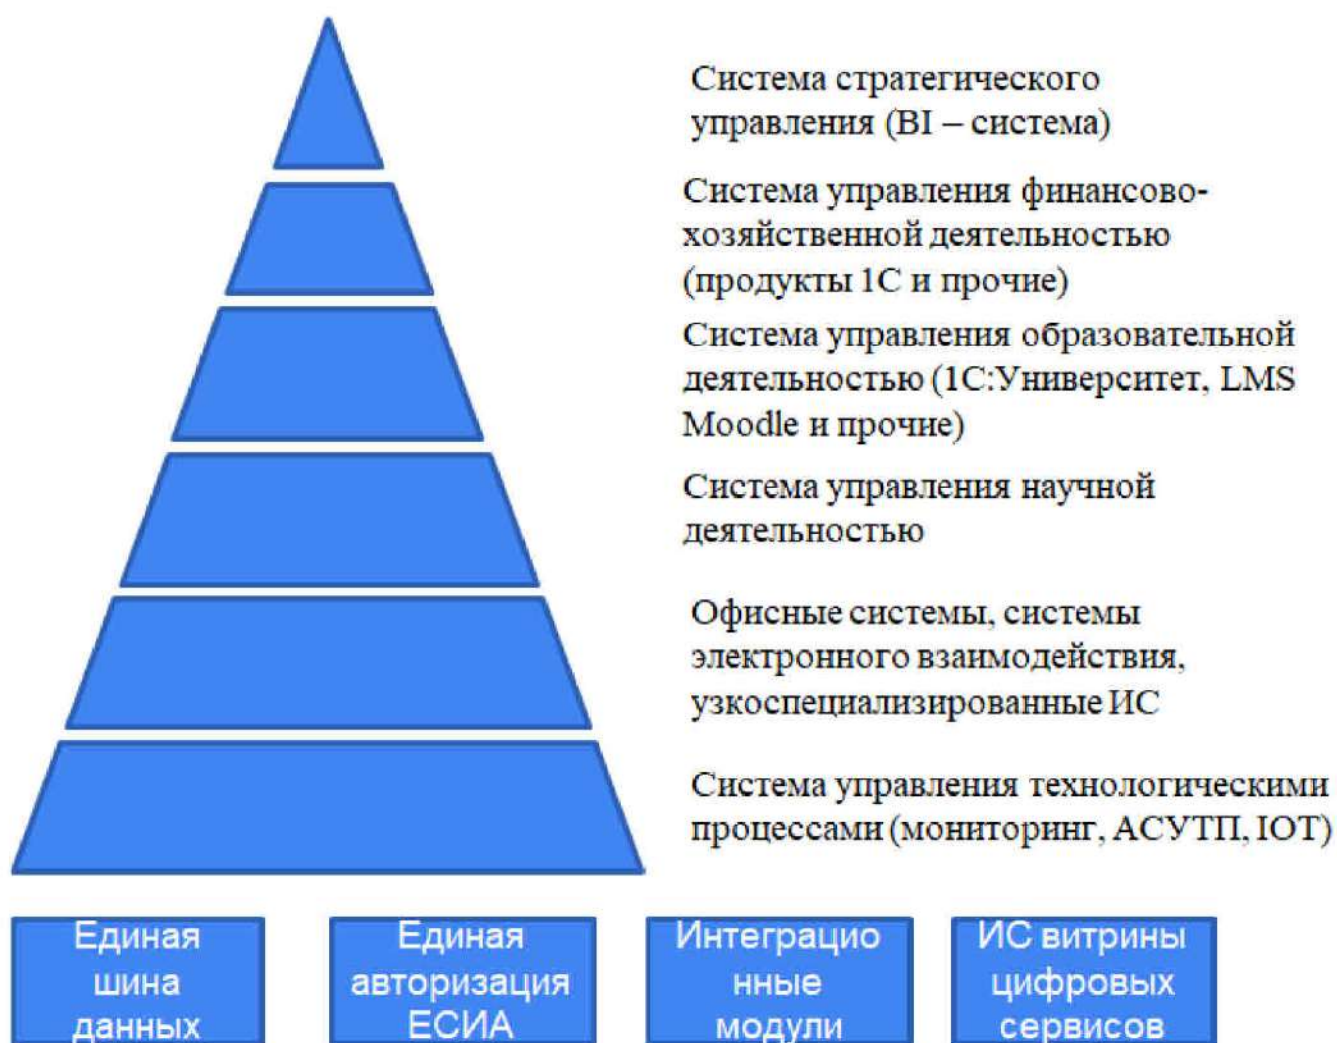 Система стратегического
управления (BI – система)
Система управления финансово-
хозяйственной деятельностью
(продукты 1С и прочие)
Система управления образовательной
деятельностью (1С:Университет, LMS
Moodle и прочие)
Система управления научной
деятельностью
Офисные системы, системы
электронного взаимодействия,
узкоспециализированные ИС
Система управления технологическими
процессами (мониторинг, АСУТП, IOT)
Единая
шина
данных
Единая
авторизация
ЕСИА
Интеграцио
нные
модули
ИС витрины
цифровых
сервисов